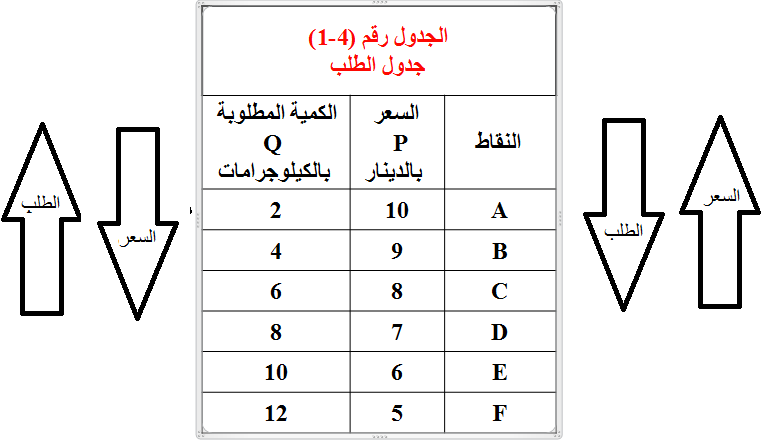 الجدول رقم (4-1)
جدول الطلب
النقاط
السعر
P
بالدينار
الكمية المطلوبة
Q
بالكيلوجرامات
A 10 2
B 9 4
C 8 6
D 7 8
E 6 10
F 5 12
السعر
الطلب
السعر
الطلب